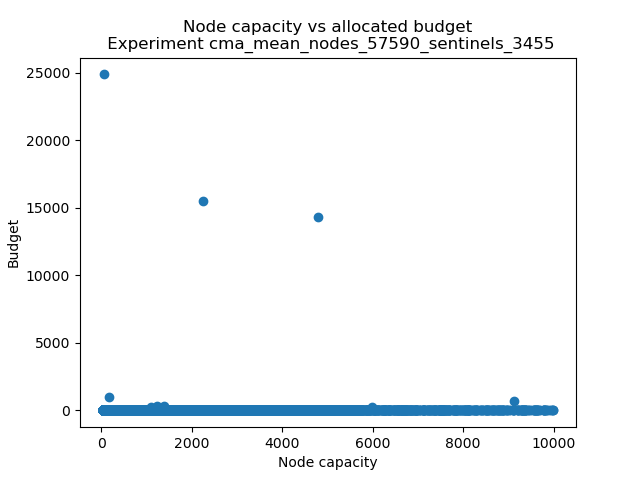 Node capacity vs allocated budget
Experiment cma_mean_nodes_57590_sentinels_3455
25000
20000
15000
10000
5000
0
Budget
0 2000 4000 6000 8000 10000
Node capacity